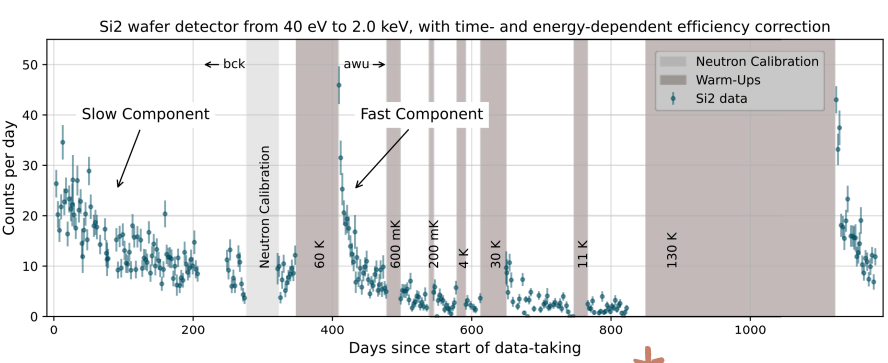 Si2 wafer detector from 40 eV to 2.0 keV, with time- and energy-dependent efficiency correction
Counts per day
50
40
30
20
10
0
← bck
awu →
Slow Component
Fast Component
Neutron Calibration
Warm-Ups
Si2 data
Neutron Calibration
60 K
600 mK
200 mK
4 K
30 K
11 K
130 K
0
200
400
600
800
1000
Days since start of data-taking